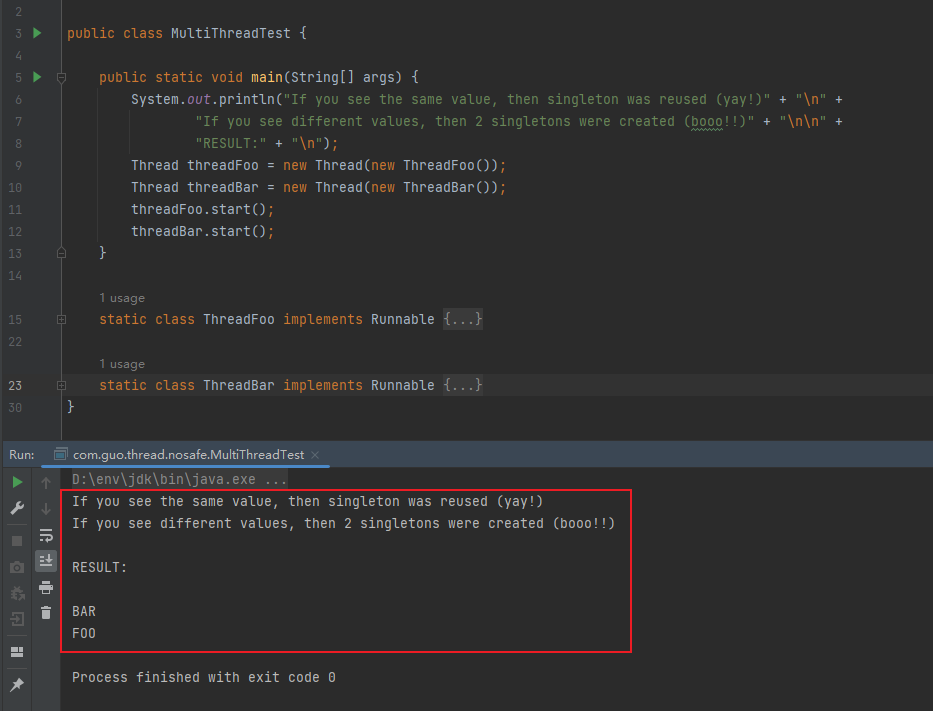 2
3 public class MultiThreadTest {
4
5 public static void main(String[] args) {
6 System.out.println("If you see the same value, then singleton was reused (yay!)" + "\n" +
7 "If you see different values, then 2 singletons were created (booo!!)" + "\n\n" +
8 "RESULT:" + "\n");
9 Thread threadFoo = new Thread(new ThreadFoo());
10 Thread threadBar = new Thread(new ThreadBar());
11 threadFoo.start();
12 threadBar.start();
13 }
14
1 usage
15 static class ThreadFoo implements Runnable {...}
22
1 usage
23 static class ThreadBar implements Runnable {...}
30 }
Run: com.guo.thread.nosafe.MultiThreadTest
D:\env\jdk\bin\java.exe ...
If you see the same value, then singleton was reused (yay!)
If you see different values, then 2 singletons were created (booo!!)
RESULT:
BAR
FOO
Process finished with exit code 0